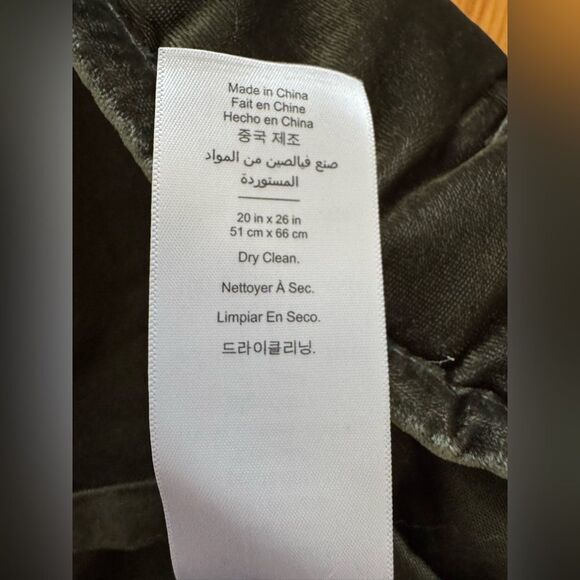 Made in China
Fait en Chine
Hecho en China
중국 제조
صنع فيالصين من المواد
المستوردة
20 in x 26 in
51 cm x 66 cm
Dry Clean.
Nettoyer À Sec.
Limpiar En Seco.
드라이클리닝.